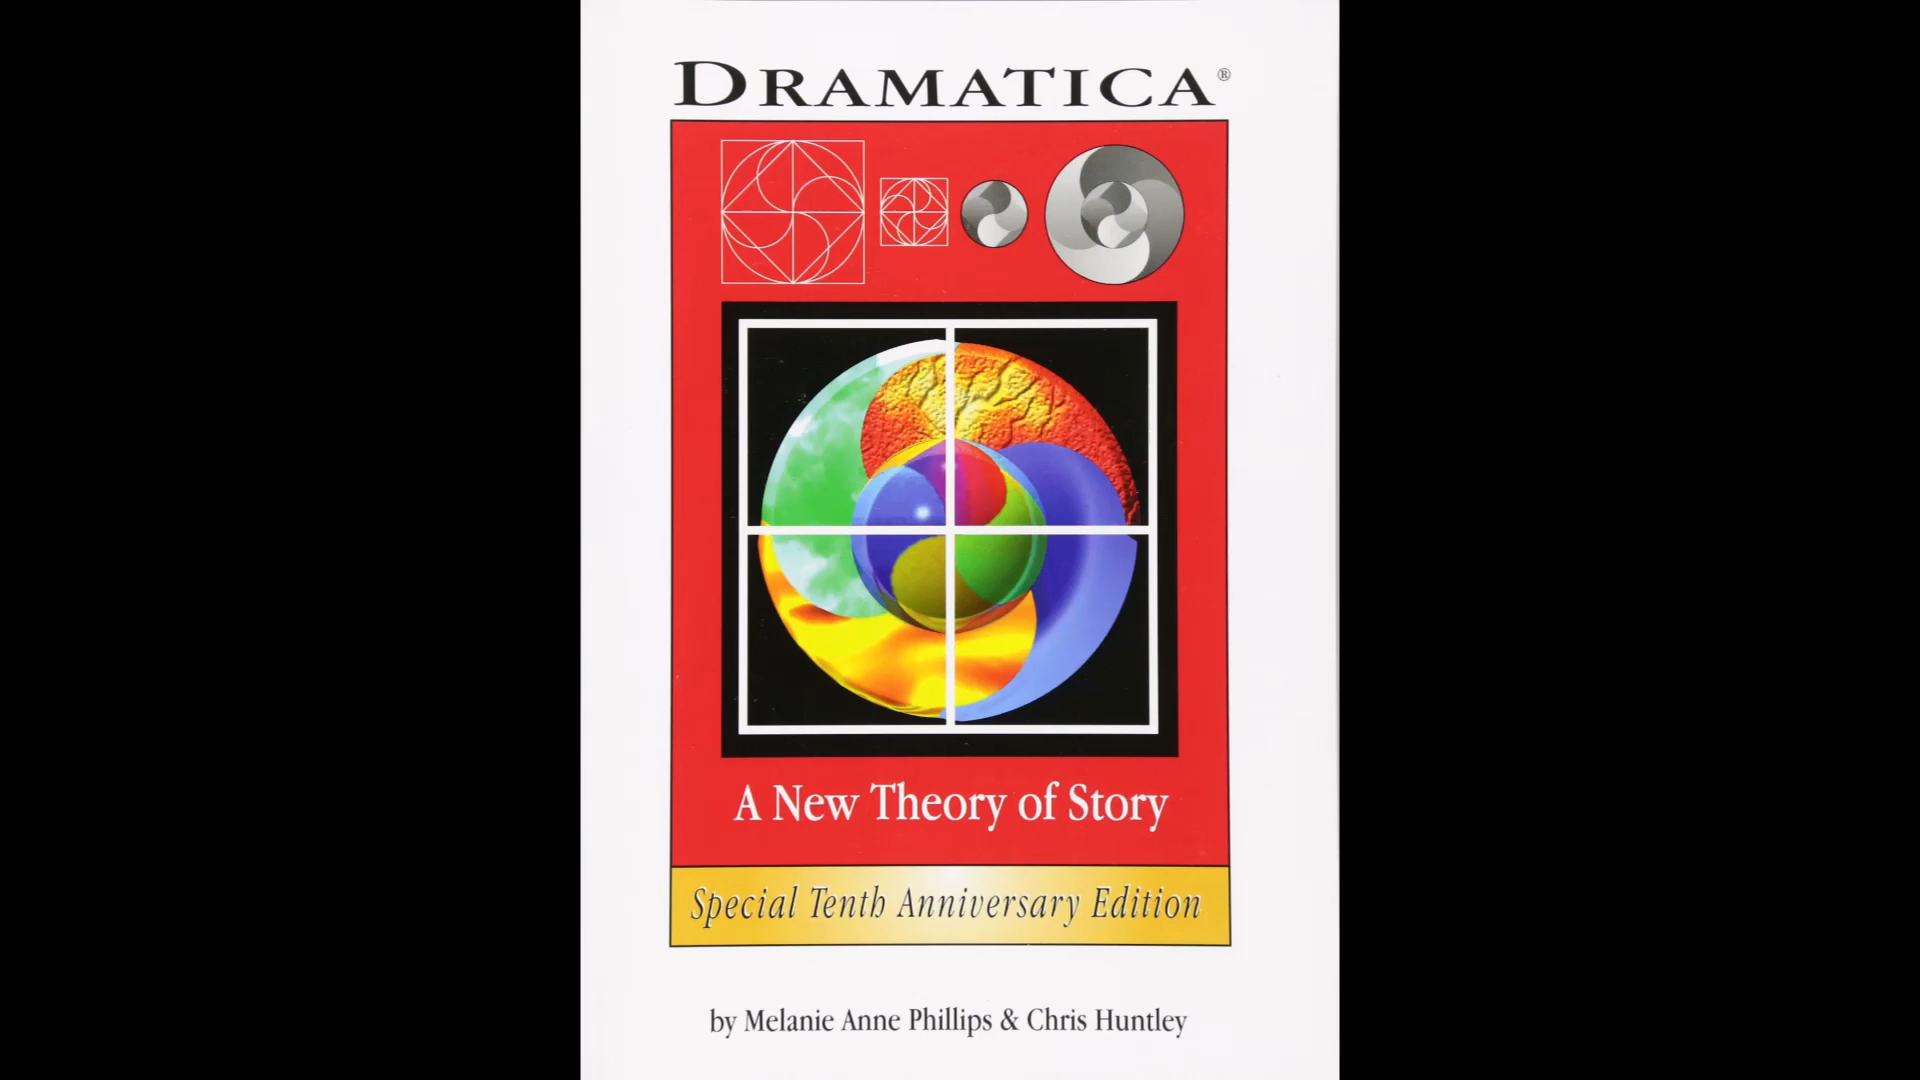 DRAMATICA®
A New Theory of Story
Special Tenth Anniversary Edition
by Melanie Anne Phillips & Chris Huntley